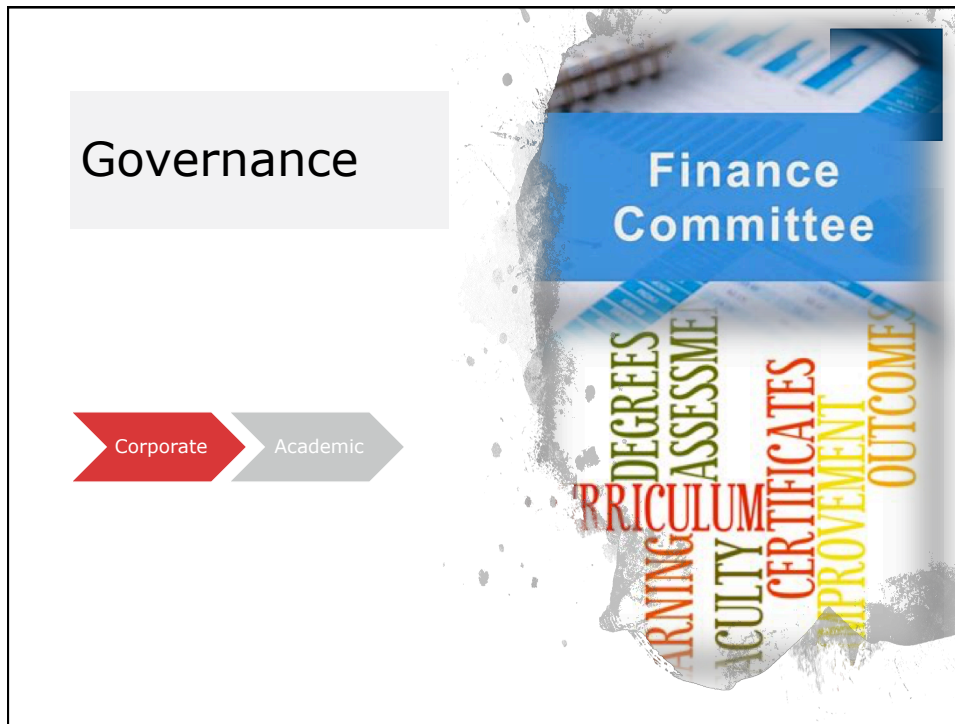 Governance
Finance
Committee
Corporate
Academic
DEGREES
ASSESSME
OUTCOMES
CERTIFICATES
RRICULUM
IMPROVEMENT
ARNING
ACULTY